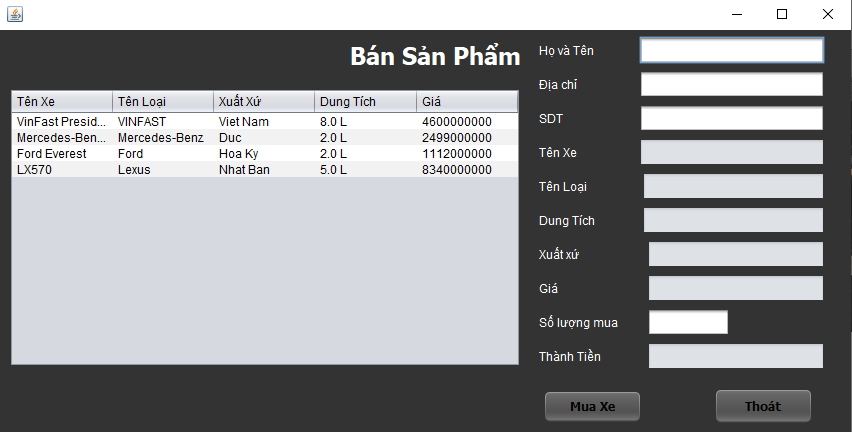 Bán Sản Phẩm
Tên Xe Tên Loại Xuất Xứ Dung Tích Giá
VinFast Presid... VINFAST Viet Nam 8.0 L 4600000000
Mercedes-Ben... Mercedes-Benz Duc 2.0 L 2499000000
Ford Everest Ford Hoa Ky 2.0 L 1112000000
LX570 Lexus Nhat Ban 5.0 L 8340000000
Họ và Tên
Địa chỉ
SDT
Tên Xe
Tên Loại
Dung Tích
Xuất xứ
Giá
Số lượng mua
Thành Tiền
Mua Xe Thoát